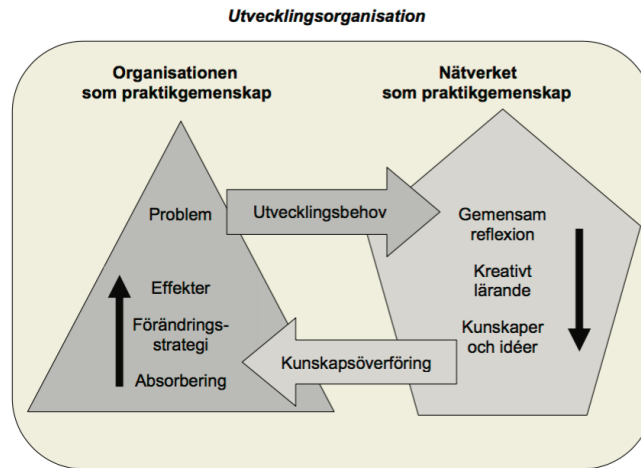 Utvecklingsorganisation
Organisationen
som praktikgemenskap
Nätverket
som praktikgemenskap
Problem
Utvecklingsbehov
Gemensam
reflexion
Kreativt
lärande
Kunskaper
och idéer
Kunskapsöverföring
Effekter
Förändrings-
strategi
Absorbering